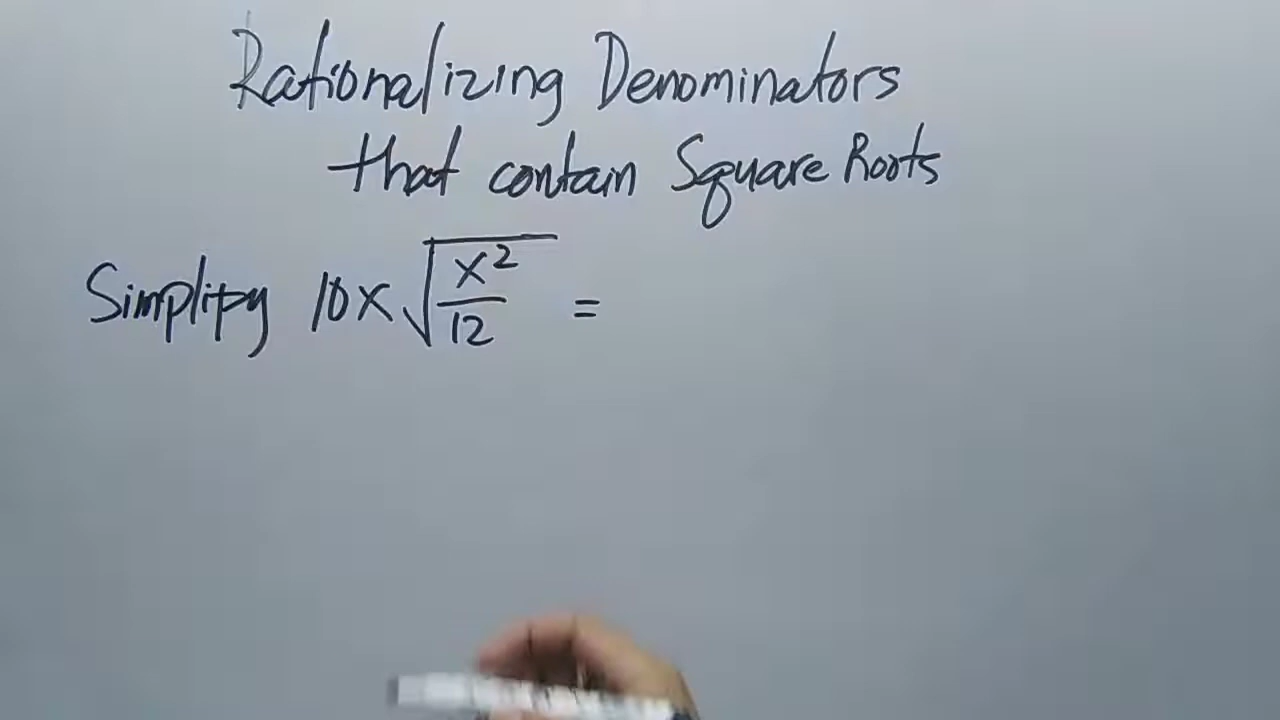 Rationalizing Denominators
that contain Square Roots
Simplify 10x √(x²/12) =